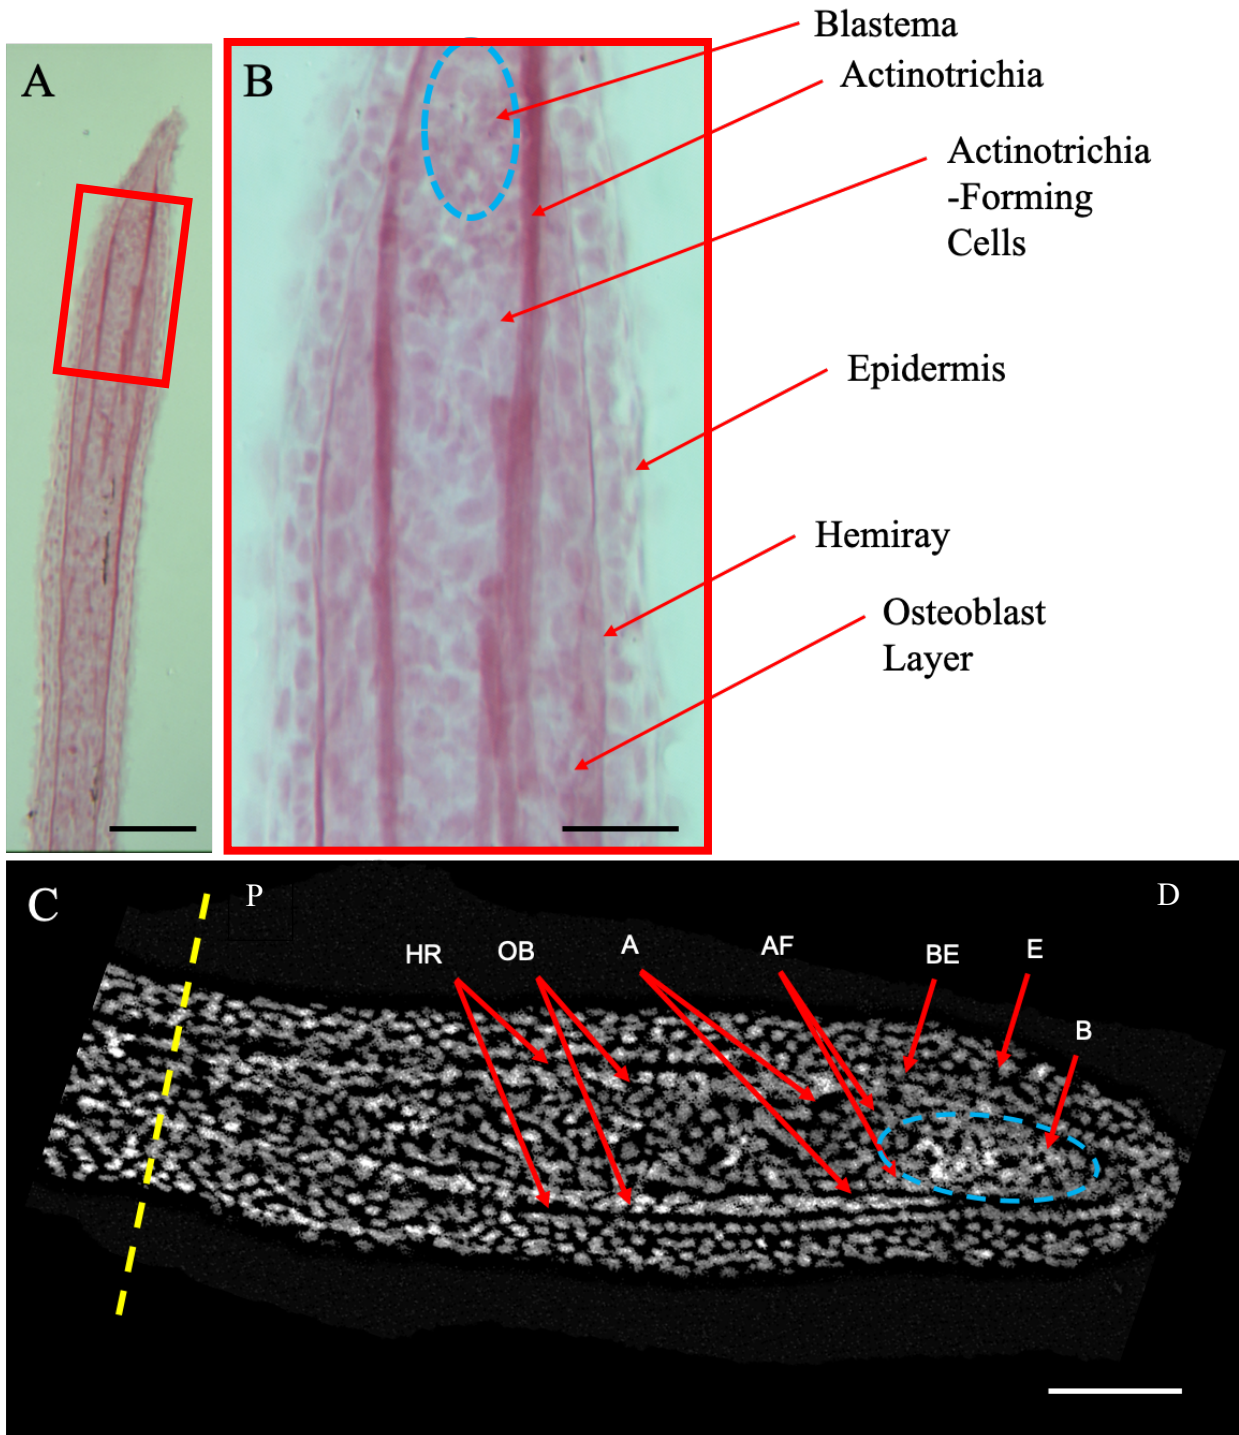 A
B
Blastema
Actinotrichia
Actinotrichia
-Forming
Cells
Epidermis
Hemiray
Osteoblast
Layer
C
P
D
HR
OB
A
AF
BE
E
B